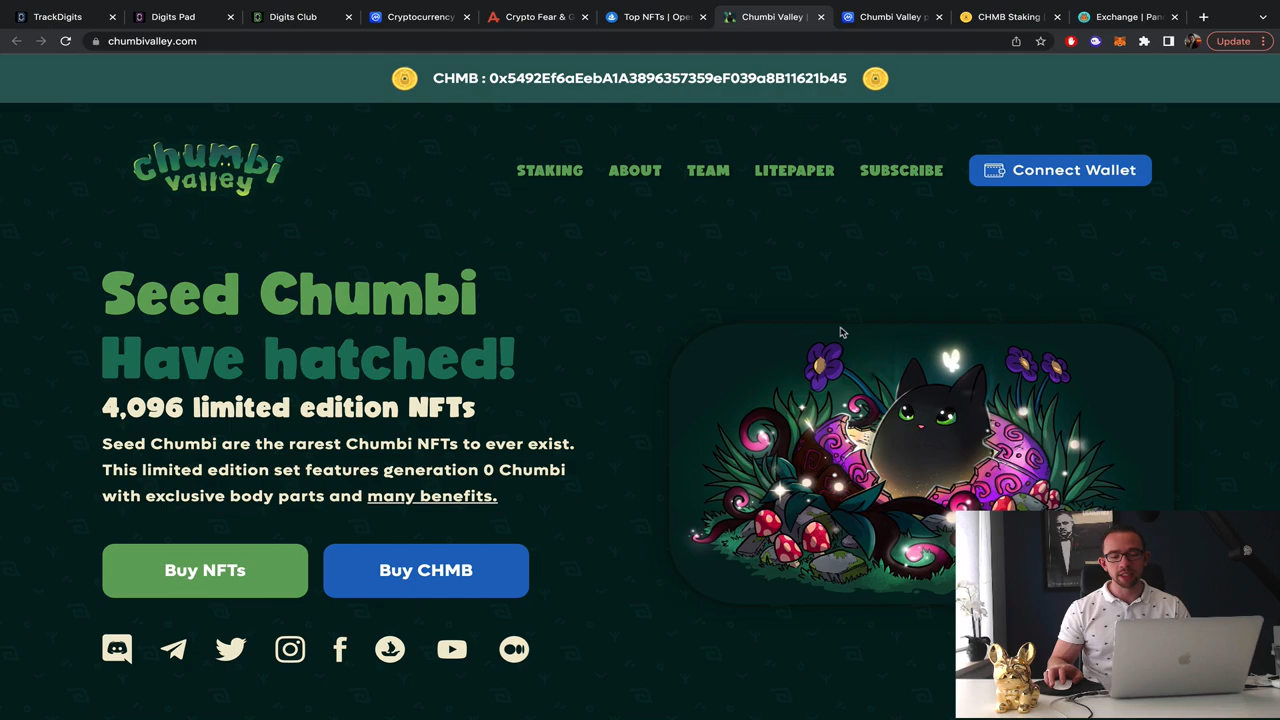 TrackDigits
Digits Pad
Digits Club
Cryptocurrency
Crypto Fear & G
Top NFTs | Ope
Chumbi Valley |
Chumbi Valley p
CHMB Staking
Exchange | Pan
chumbivalley.com
Update
CHMB : 0x5492Ef6aEebA1A3896357359eF039a8B11621b45
chumbi
valley
STAKING
ABOUT
TEAM
LITEPAPER
SUBSCRIBE
Connect Wallet
Seed Chumbi
Have hatched!
4,096 limited edition NFTs
Seed Chumbi are the rarest Chumbi NFTs to ever exist.
This limited edition set features generation 0 Chumbi
with exclusive body parts and many benefits.
Buy NFTs
Buy CHMB